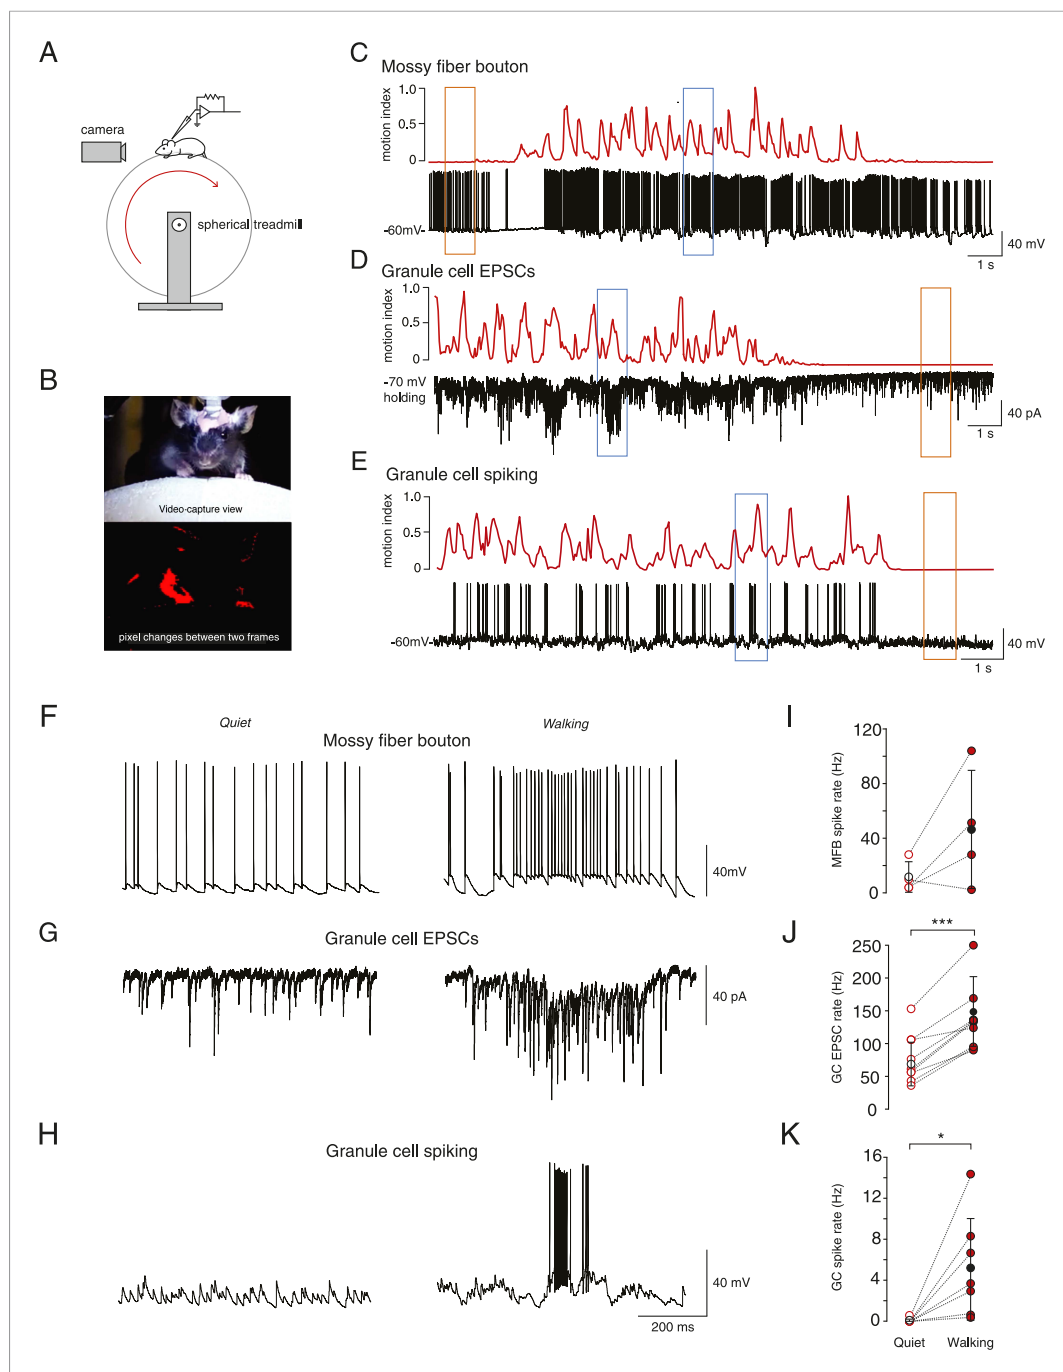 A
camera
spherical treadmill
B
Video-capture view
pixel changes between two frames
C
Mossy fiber bouton
motion index
1.0
0.5
0
-60mV
40 mV
1 s
D
Granule cell EPSCs
motion index
1.0
0.5
0
-70 mV
holding
40 pA
1 s
E
Granule cell spiking
motion index
1.0
0.5
0
-60mV
40 mV
1 s
F
Quiet
Walking
Mossy fiber bouton
40mV
G
Granule cell EPSCs
40 pA
H
Granule cell spiking
40 mV
200 ms
I
MFB spike rate (Hz)
120
80
40
0
J
***
GC EPSC rate (Hz)
250
200
150
100
50
0
K
*
GC spike rate (Hz)
16
12
8
4
0
Quiet
Walking